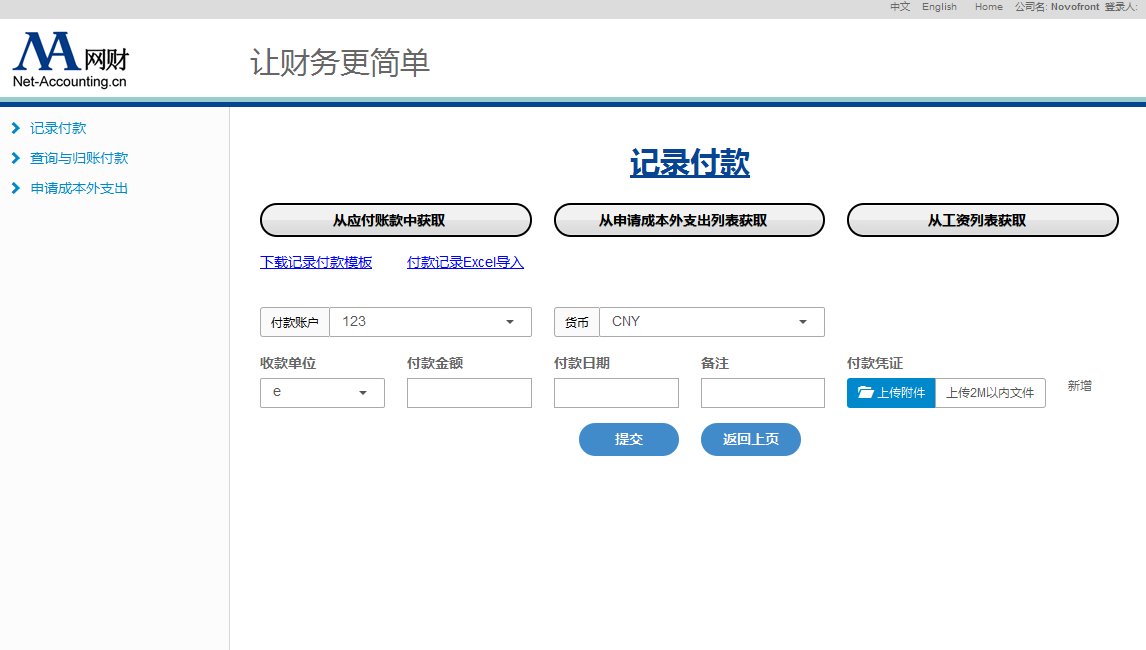 中文 English Home 公司名: Novofront 登录人:
网财
Net-Accounting.cn
让财务更简单
记录付款
查询与归账付款
申请成本外支出
记录付款
从应付账款中获取 从申请成本外支出列表获取 从工资列表获取
下载记录付款模板 付款记录Excel导入
付款账户 123 货币 CNY
收款单位 付款金额 付款日期 备注 付款凭证
e 上传附件 上传2M以内文件 新增
提交 返回上页